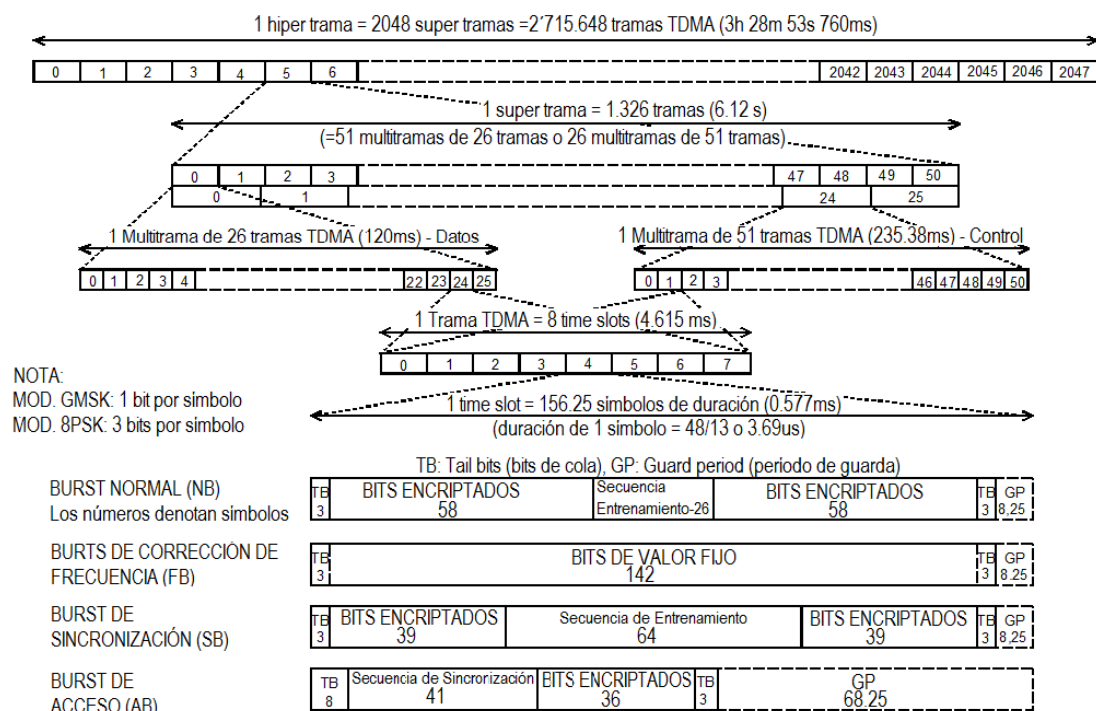 1 hiper trama = 2048 super tramas =2´715.648 tramas TDMA (3h 28m 53s 760ms)
0 1 2 3 4 5 6 2042 2043 2044 2045 2046 2047
1 super trama = 1.326 tramas (6.12 s)
(=51 multitramas de 26 tramas o 26 multitramas de 51 tramas)
0 1 2 3 47 48 49 50
0 1 24 25
1 Multitrama de 26 tramas TDMA (120ms) - Datos
1 Multitrama de 51 tramas TDMA (235.38ms) - Control
0 1 2 3 4 22 23 24 25
0 1 2 3 46 47 48 49 50
1 Trama TDMA = 8 time slots (4.615 ms)
0 1 2 3 4 5 6 7
NOTA:
MOD. GMSK: 1 bit por símbolo
MOD. 8PSK: 3 bits por símbolo
1 time slot = 156.25 simbolos de duración (0.577ms)
(duración de 1 símbolo = 48/13 o 3.69us)
TB: Tail bits (bits de cola), GP: Guard period (período de guarda)
BURST NORMAL (NB)
Los números denotan símbolos
TB 3
BITS ENCRIPTADOS 58
Secuencia Entrenamiento-26
BITS ENCRIPTADOS 58
TB 3
GP 8,25
BURTS DE CORRECCIÓN DE
FRECUENCIA (FB)
TB 3
BITS DE VALOR FIJO 142
TB 3
GP 8.25
BURST DE
SINCRONIZACIÓN (SB)
TB 3
BITS ENCRIPTADOS 39
Secuencia de Entrenamiento 64
BITS ENCRIPTADOS 39
TB 3
GP 8,25
BURST DE
ACCESO (AB)
TB 8
Secuencia de Sincrorización 41
BITS ENCRIPTADOS 36
TB 3
GP 68.25